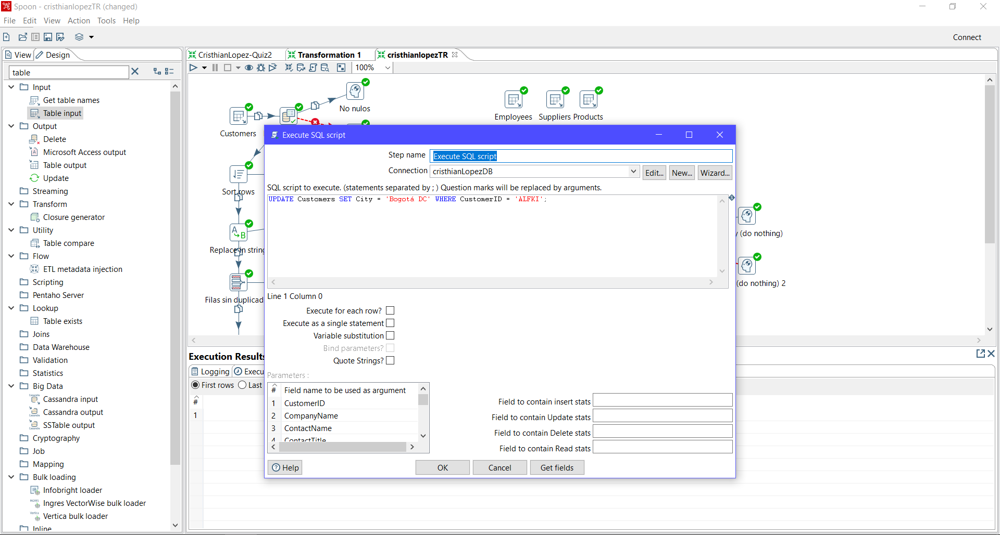 Spoon - cristhianlopezTR (changed)
File Edit View Action Tools Help
Connect
View Design
CristhianLopez-Quiz2 Transformation 1 cristhianlopezTR
table
100%
Input
Get table names
Table input
Output
Delete
Microsoft Access output
Table output
Update
Streaming
Transform
Closure generator
Utility
Table compare
Flow
ETL metadata injection
Scripting
Pentaho Server
Lookup
Table exists
Joins
Data Warehouse
Validation
Statistics
Big Data
Cassandra input
Cassandra output
SSTable output
Cryptography
Job
Mapping
Bulk loading
Infobright loader
Ingres VectorWise bulk loader
Vertica bulk loader
Inline
No nulos
Customers
Employees Suppliers Products
Sort rows
Replace in string
Filas sin duplicad
y (do nothing)
(do nothing) 2
Execute SQL script
Step name Execute SQL script
Connection cristhianLopezDB Edit... New... Wizard...
SQL script to execute. (statements separated by ; ) Question marks will be replaced by arguments.
UPDATE Customers SET City = 'Bogotá DC' WHERE CustomerID = 'ALFKI';
Line 1 Column 0
Execute for each row?
Execute as a single statement
Variable substitution
Bind parameters?
Quote Strings?
Parameters :
# Field name to be used as argument
1 CustomerID
2 CompanyName
3 ContactName
4 ContactTitle
Field to contain insert stats
Field to contain Update stats
Field to contain Delete stats
Field to contain Read stats
Help OK Cancel Get fields
Execution Results
Logging Execu
First rows Last
#
1